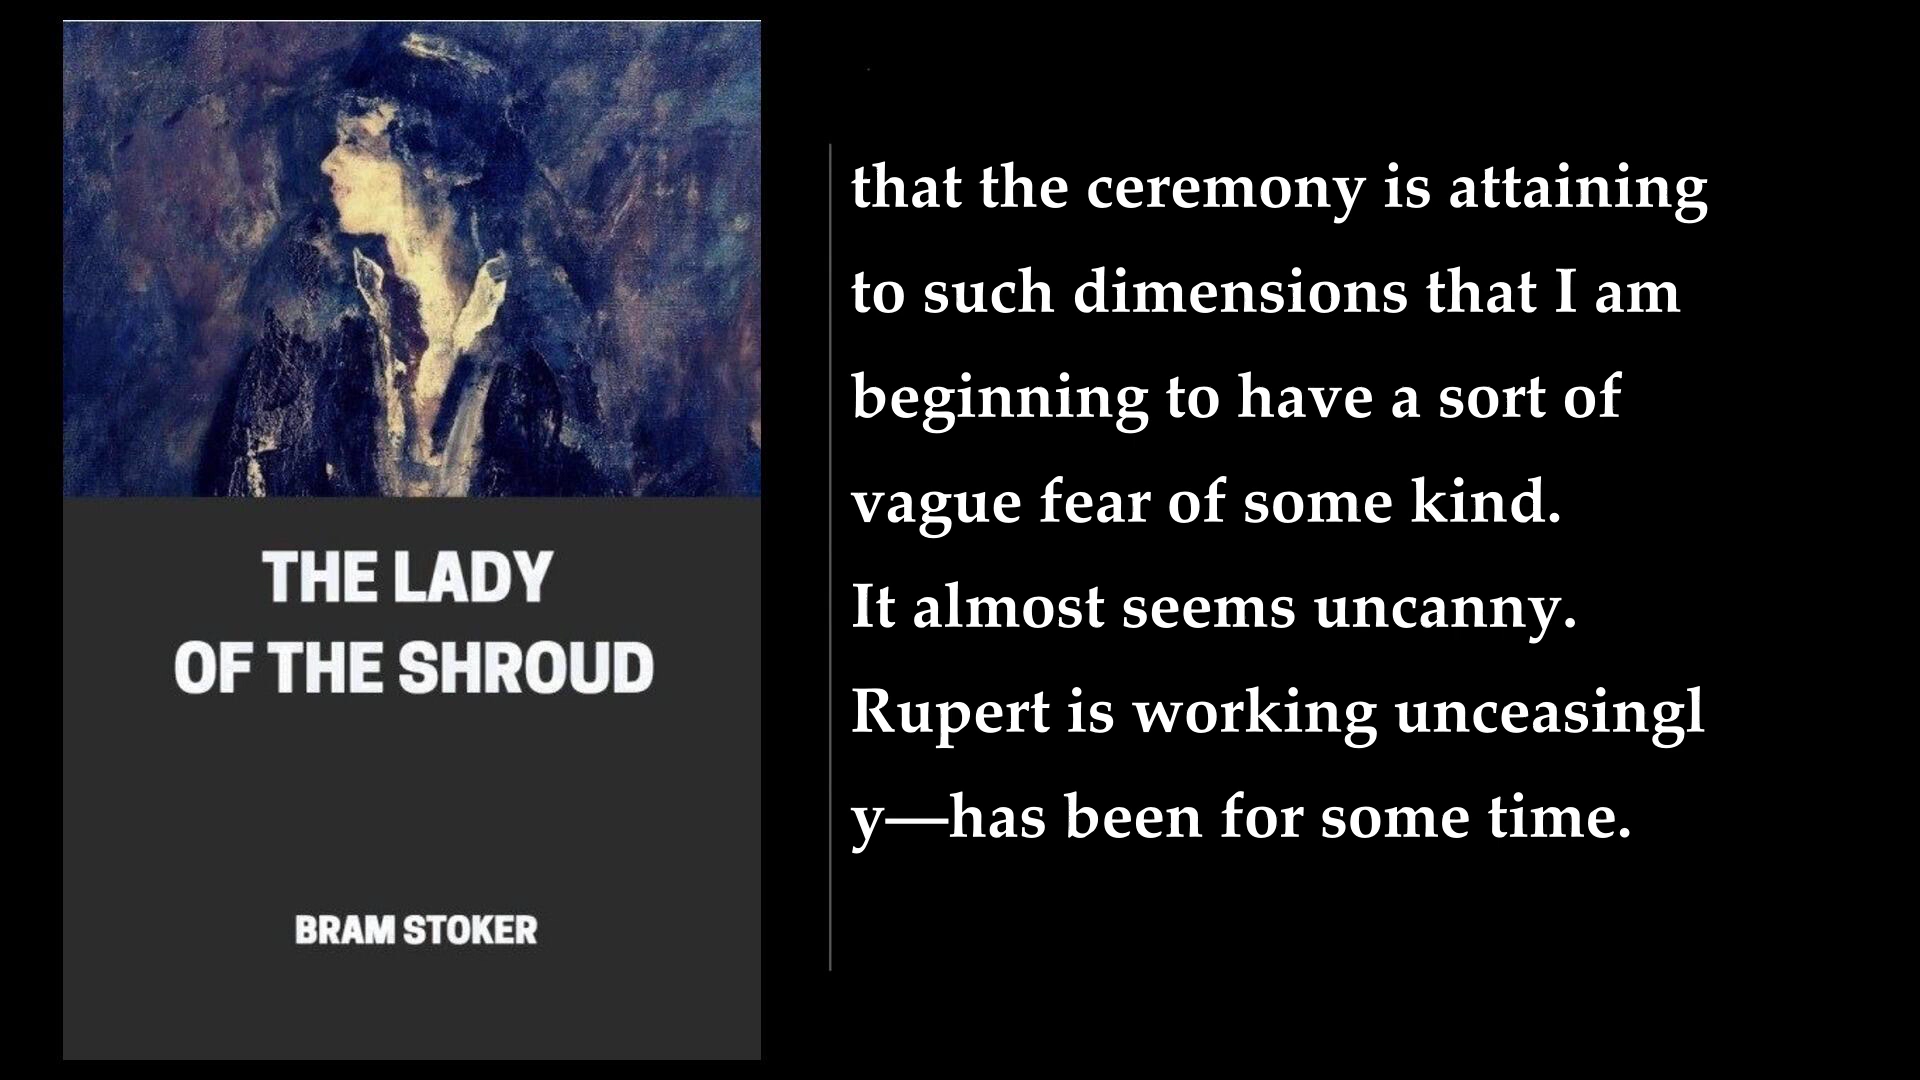 THE LADY
OF THE SHROUD
BRAM STOKER
that the ceremony is attaining
to such dimensions that I am
beginning to have a sort of
vague fear of some kind.
It almost seems uncanny.
Rupert is working unceasingl
y—has been for some time.